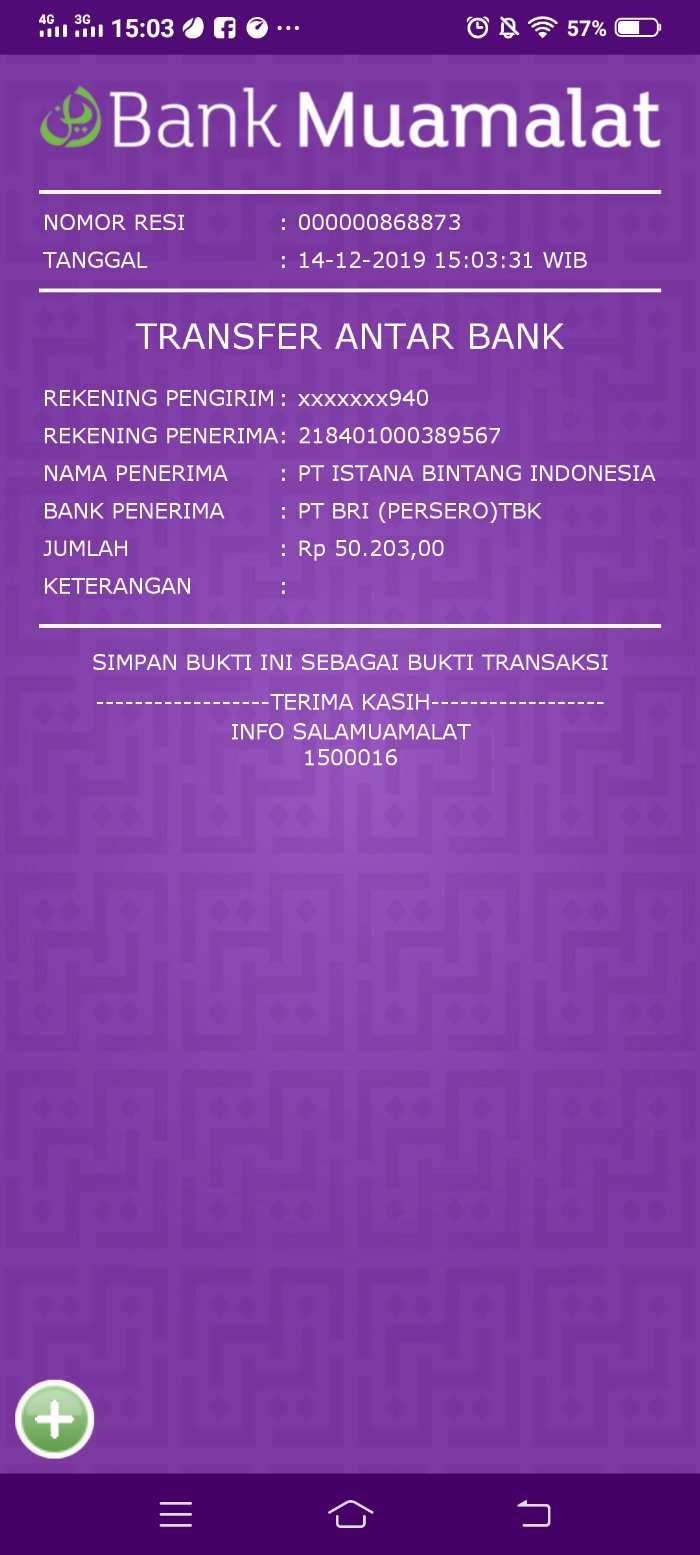 4G 3G 15:03 57%
Bank Muamalat
NOMOR RESI : 000000868873
TANGGAL : 14-12-2019 15:03:31 WIB
TRANSFER ANTAR BANK
REKENING PENGIRIM : xxxxxxx940
REKENING PENERIMA: 218401000389567
NAMA PENERIMA : PT ISTANA BINTANG INDONESIA
BANK PENERIMA : PT BRI (PERSERO)TBK
JUMLAH : Rp 50.203,00
KETERANGAN :
SIMPAN BUKTI INI SEBAGAI BUKTI TRANSAKSI
------------------TERIMA KASIH------------------
INFO SALAMUAMALAT
1500016